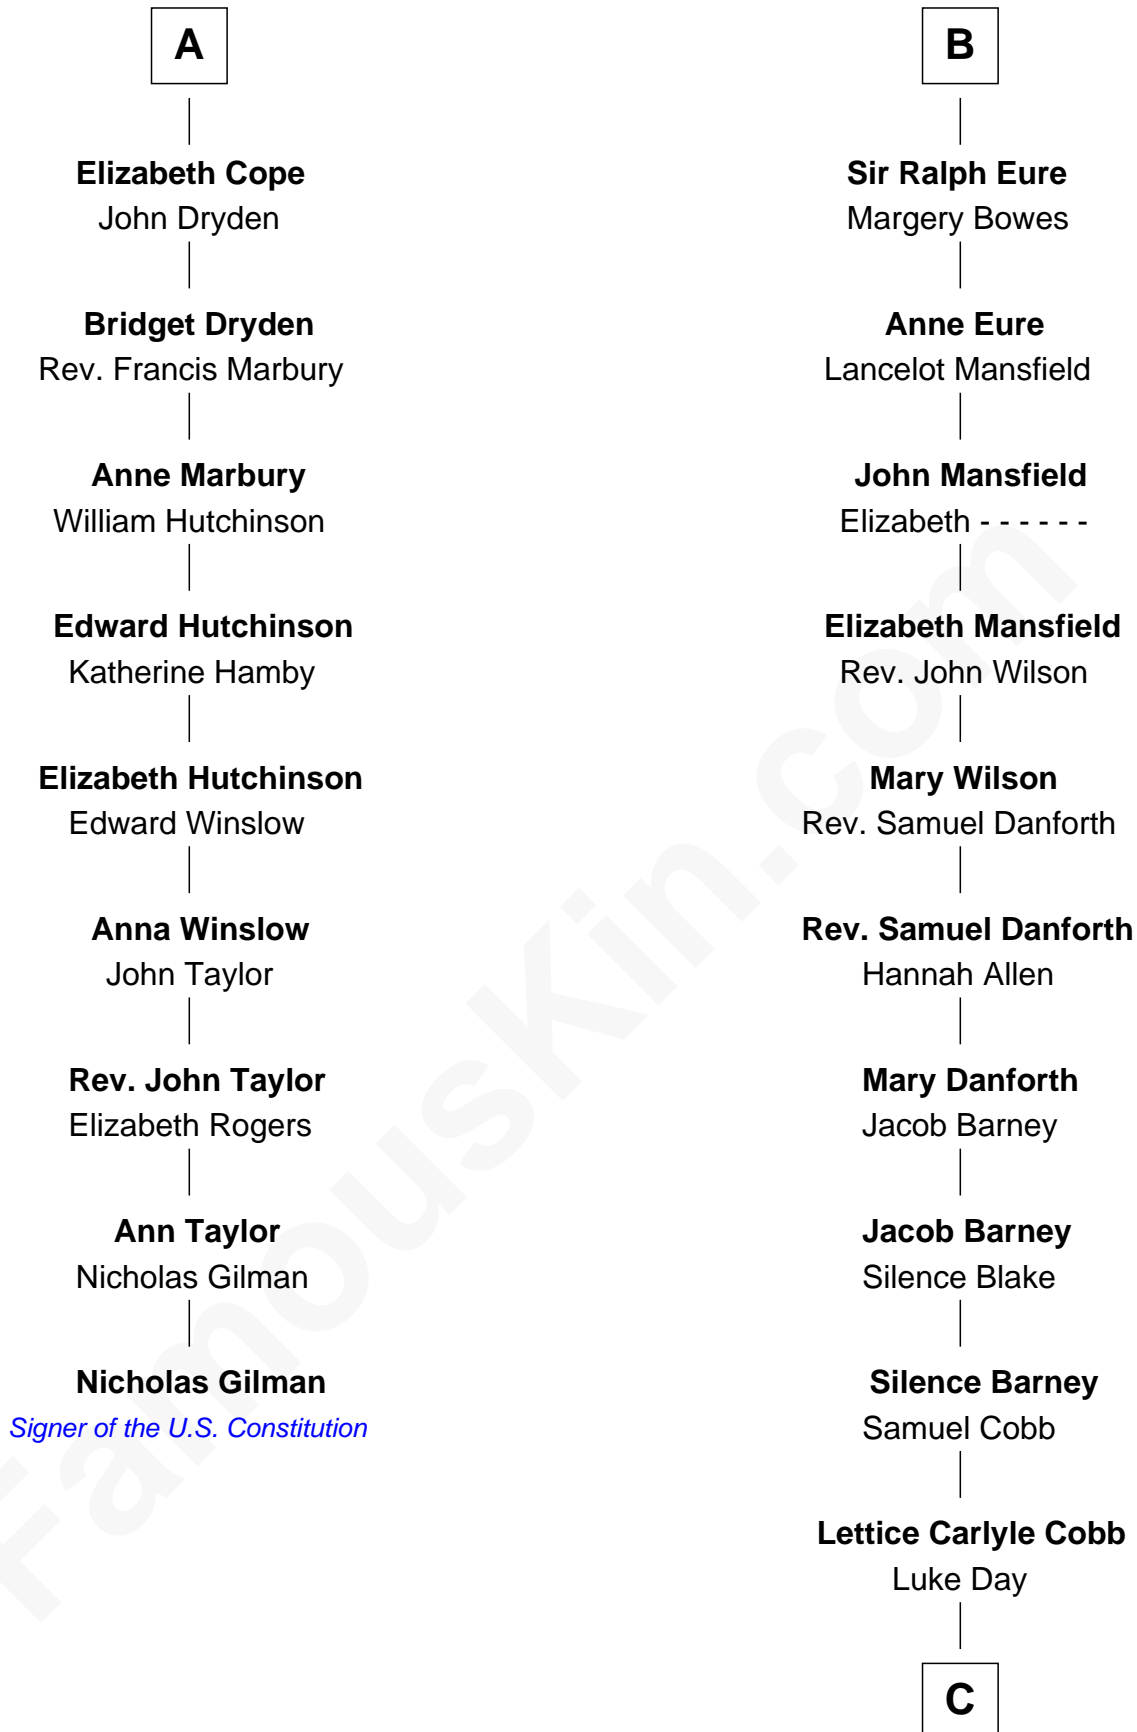 A
Elizabeth Cope
John Dryden
Bridget Dryden
Rev. Francis Marbury
Anne Marbury
William Hutchinson
Edward Hutchinson
Katherine Hamby
Elizabeth Hutchinson
Edward Winslow
Anna Winslow
John Taylor
Rev. John Taylor
Elizabeth Rogers
Ann Taylor
Nicholas Gilman
Nicholas Gilman
Signer of the U.S. Constitution
B
Sir Ralph Eure
Margery Bowes
Anne Eure
Lancelot Mansfield
John Mansfield
Elizabeth - - - - - -
Elizabeth Mansfield
Rev. John Wilson
Mary Wilson
Rev. Samuel Danforth
Rev. Samuel Danforth
Hannah Allen
Mary Danforth
Jacob Barney
Jacob Barney
Silence Blake
Silence Barney
Samuel Cobb
Lettice Carlyle Cobb
Luke Day
C
FamousKin.com